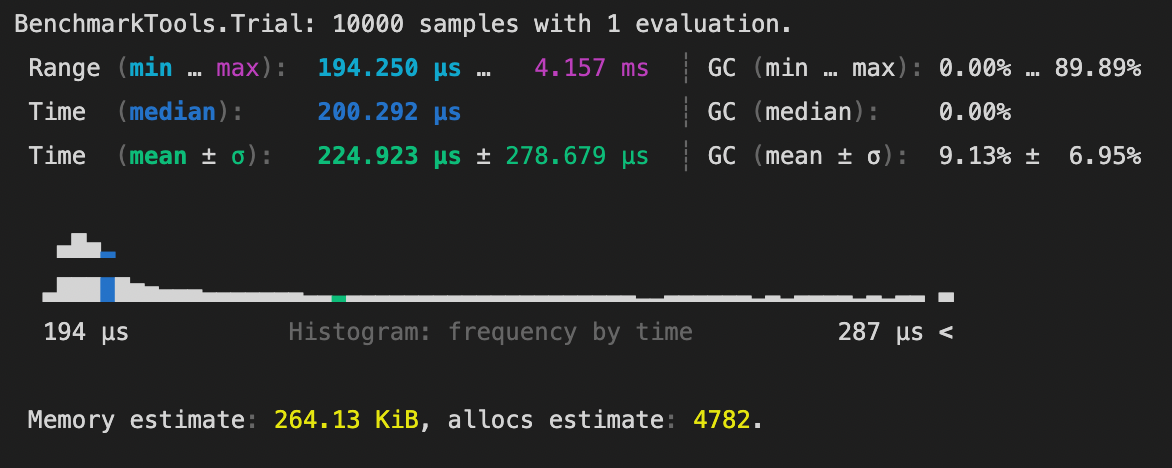 BenchmarkTools.Trial: 10000 samples with 1 evaluation.
Range (min … max): 194.250 μs … 4.157 ms ┊ GC (min … max): 0.00% … 89.89%
Time (median): 200.292 μs ┊ GC (median): 0.00%
Time (mean ± σ): 224.923 μs ± 278.679 μs ┊ GC (mean ± σ): 9.13% ± 6.95%
194 μs Histogram: frequency by time 287 μs <
Memory estimate: 264.13 KiB, allocs estimate: 4782.